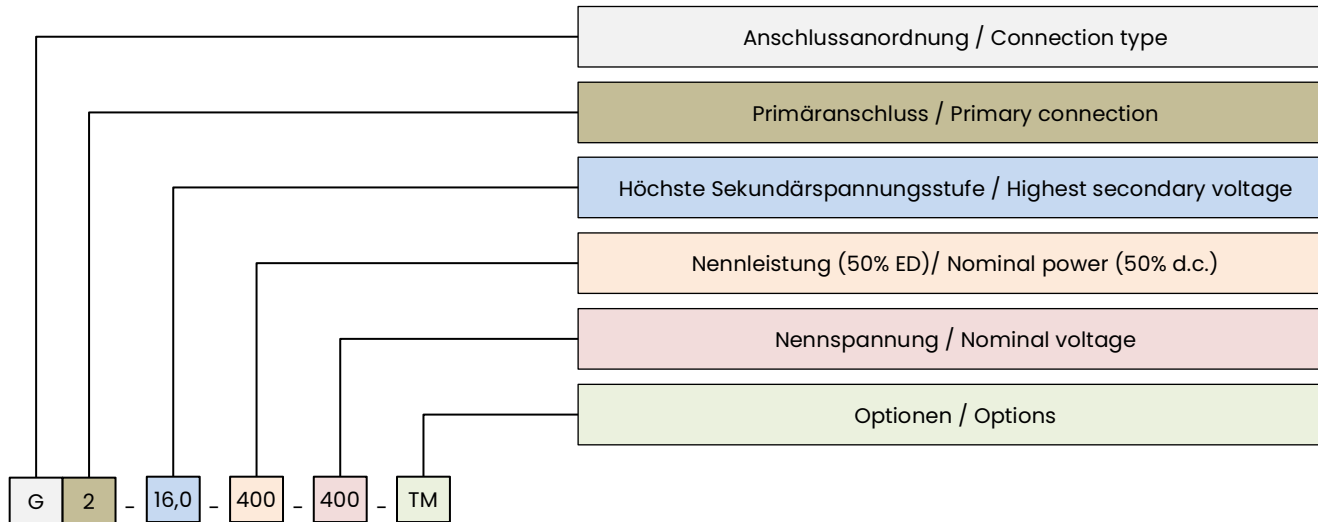 Anschlussanordnung / Connection type
Primäranschluss / Primary connection
Höchste Sekundärspannungsstufe / Highest secondary voltage
Nennleistung (50% ED)/ Nominal power (50% d.c.)
Nennspannung / Nominal voltage
Optionen / Options
G 2 - 16,0 - 400 - 400 - TM